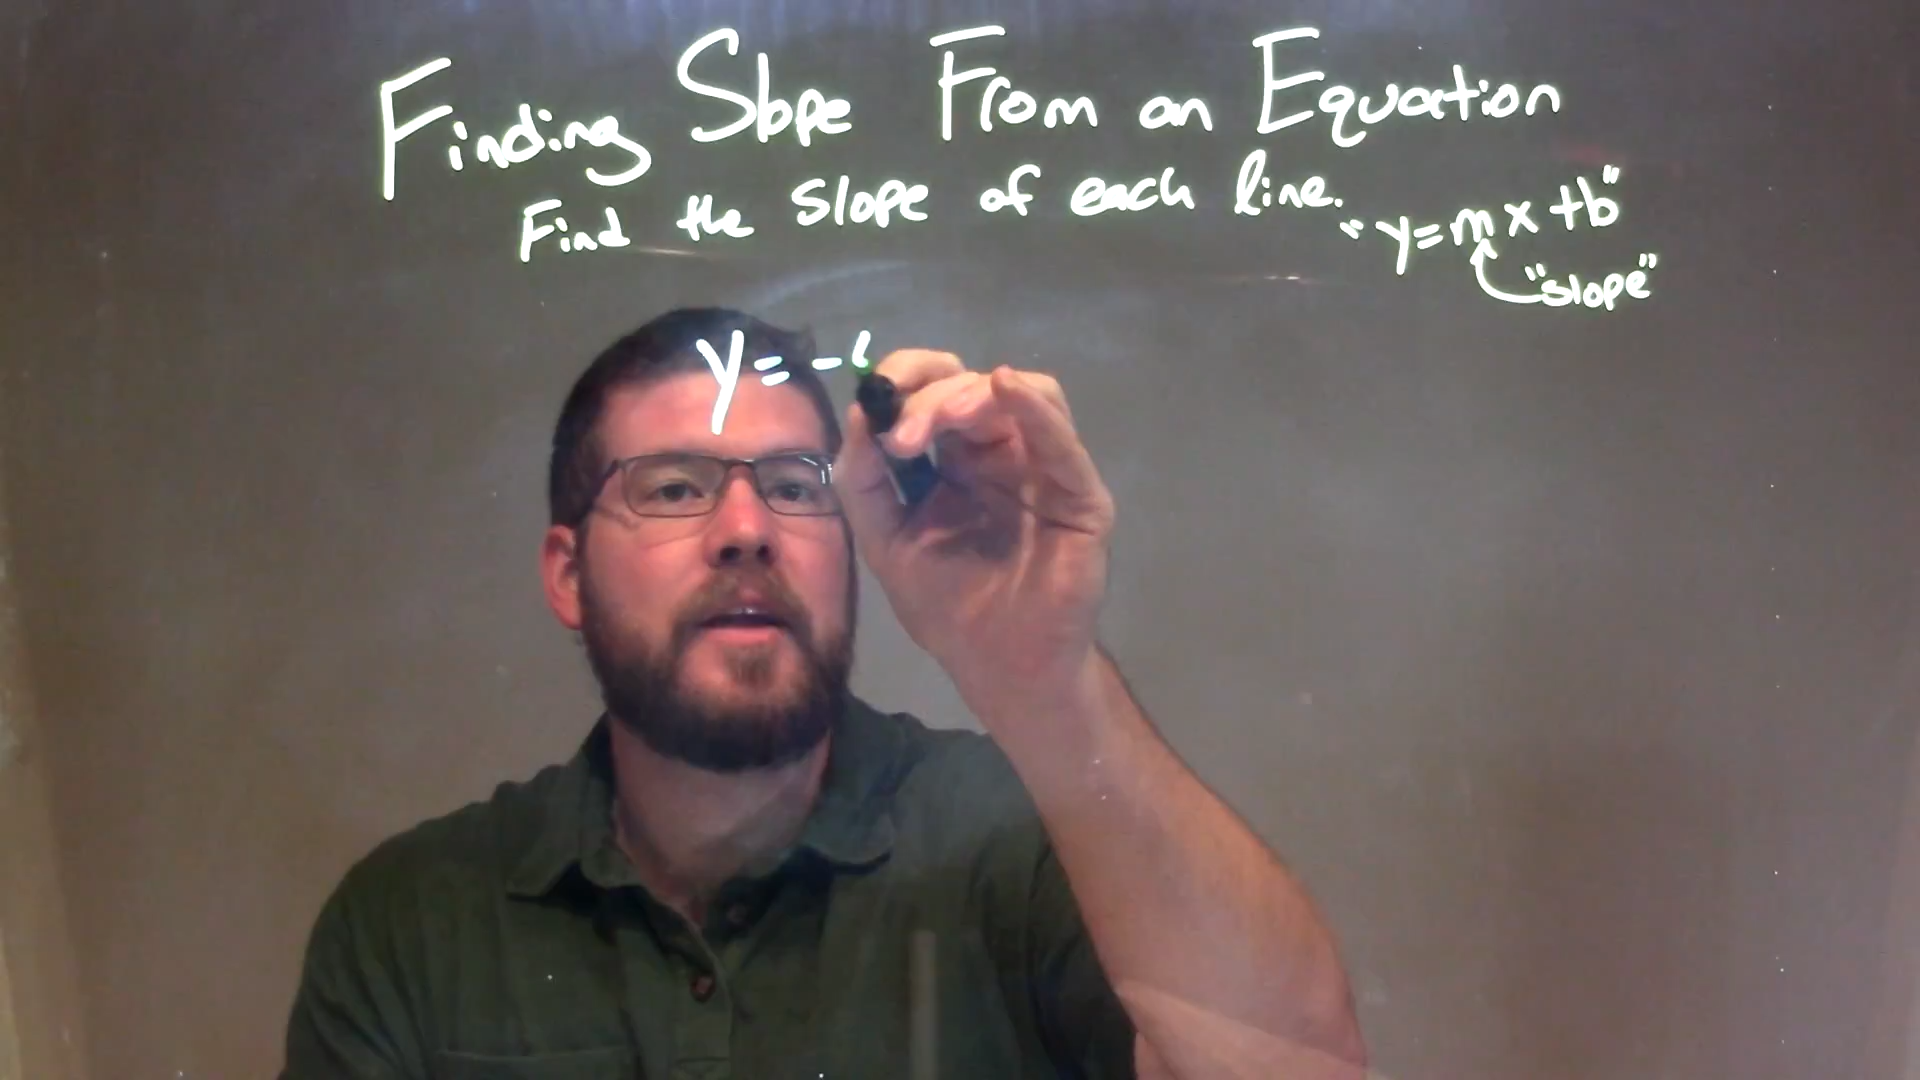 Finding Slope From an Equation
Find the slope of each line.
"y=mx+b"
"slope"
y = -